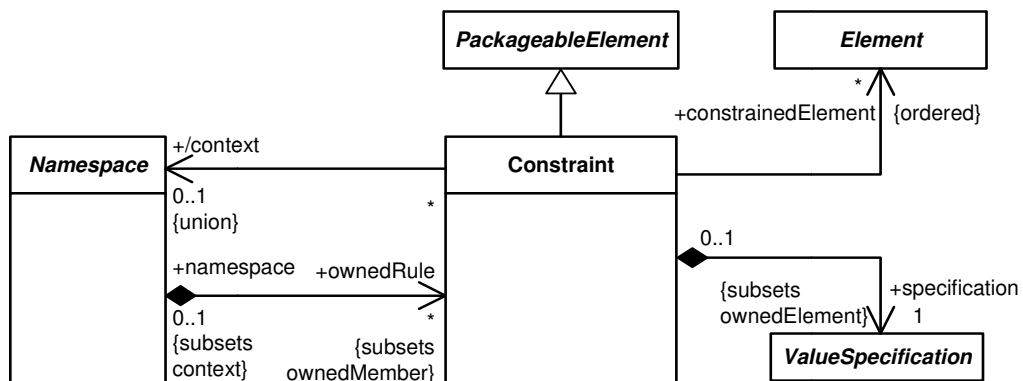 PackageableElement
Element
*
+constrainedElement
{ordered}
+/context
Namespace
Constraint
0..1
*
{union}
0..1
+namespace
+ownedRule
{subsets
ownedElement}
+specification
0..1
*
1
{subsets
context}
{subsets
ownedMember}
ValueSpecification